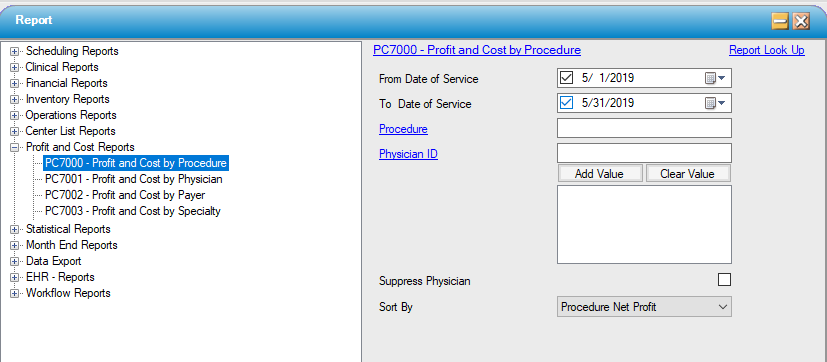 Report
Scheduling Reports
Clinical Reports
Financial Reports
Inventory Reports
Operations Reports
Center List Reports
Profit and Cost Reports
PC7000 - Profit and Cost by Procedure
PC7001 - Profit and Cost by Physician
PC7002 - Profit and Cost by Payer
PC7003 - Profit and Cost by Specialty
Statistical Reports
Month End Reports
Data Export
EHR - Reports
Workflow Reports
PC7000 - Profit and Cost by Procedure Report Look Up
From Date of Service 5/ 1/2019
To Date of Service 5/31/2019
Procedure
Physician ID
Add Value Clear Value
Suppress Physician
Sort By Procedure Net Profit